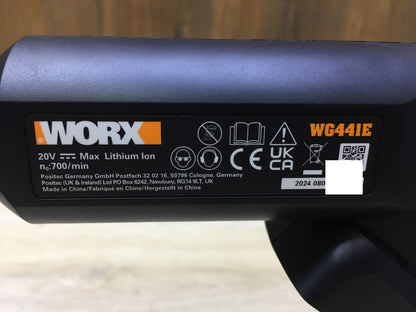 WORX
WG441E
20V ⎓ Max Lithium Ion
n₀:700/min
CE UK CA
Positec Germany GmbH Postfach 32 02 16, 50796 Cologne, Germany
Positec (UK & Ireland) Ltd PO Box 6242, Newbury, RG14 9LT, UK
Made in China/Fabriqué en Chine/Hergestellt in China
2024 080